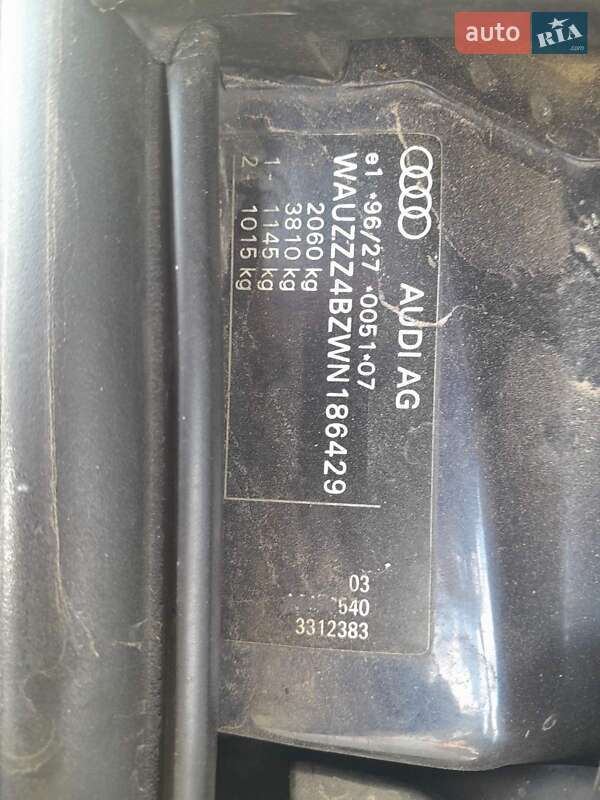 auto
RIA
.com
AUDI AG
e1 *96/27 *0051*07
WAUZZZ4BZWN186429
2060 kg
3810 kg
1 - 1145 kg
2 - 1015 kg
03
540
3312383